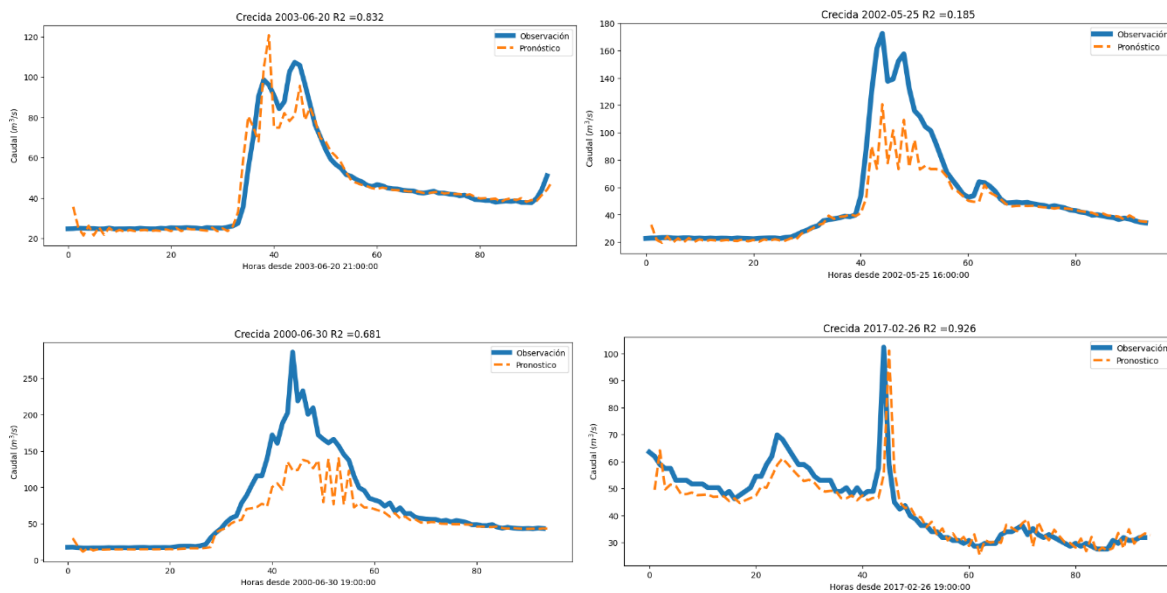 Crecida 2003-06-20 R2 =0.832
Observación
Pronóstico
Caudal (m³/s)
120
100
80
60
40
20
0 20 40 60 80
Horas desde 2003-06-20 21:00:00
Crecida 2002-05-25 R2 =0.185
Observación
Pronóstico
Caudal (m³/s)
180
160
140
120
100
80
60
40
20
0 20 40 60 80
Horas desde 2002-05-25 16:00:00
Crecida 2000-06-30 R2 =0.681
Observación
Pronostico
Caudal (m³/s)
250
200
150
100
50
0
0 20 40 60 80
Horas desde 2000-06-30 19:00:00
Crecida 2017-02-26 R2 =0.926
Observación
Pronostico
Caudal (m³/s)
100
90
80
70
60
50
40
30
0 20 40 60 80
Horas desde 2017-02-26 19:00:00